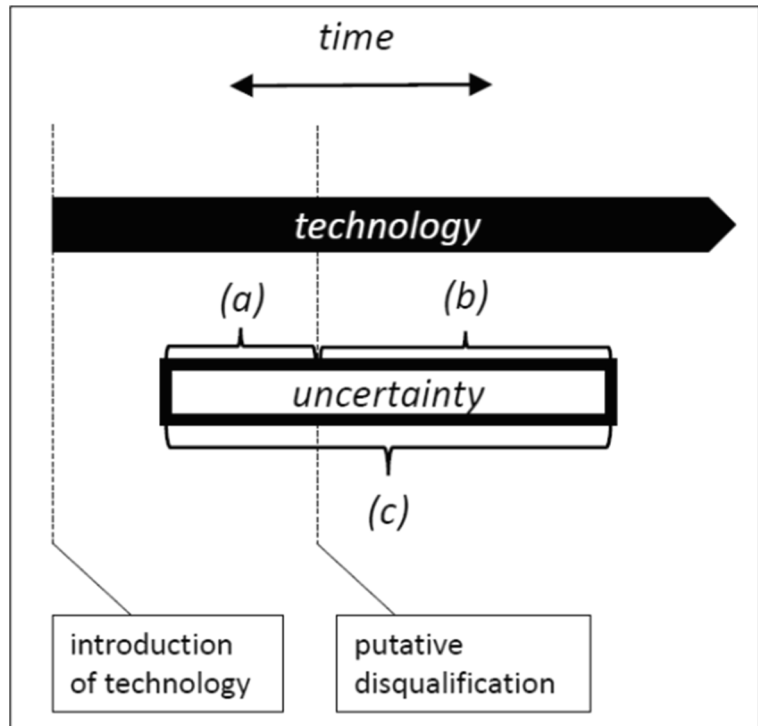 time
technology
(a)
(b)
uncertainty
(c)
introduction
of technology
putative
disqualification